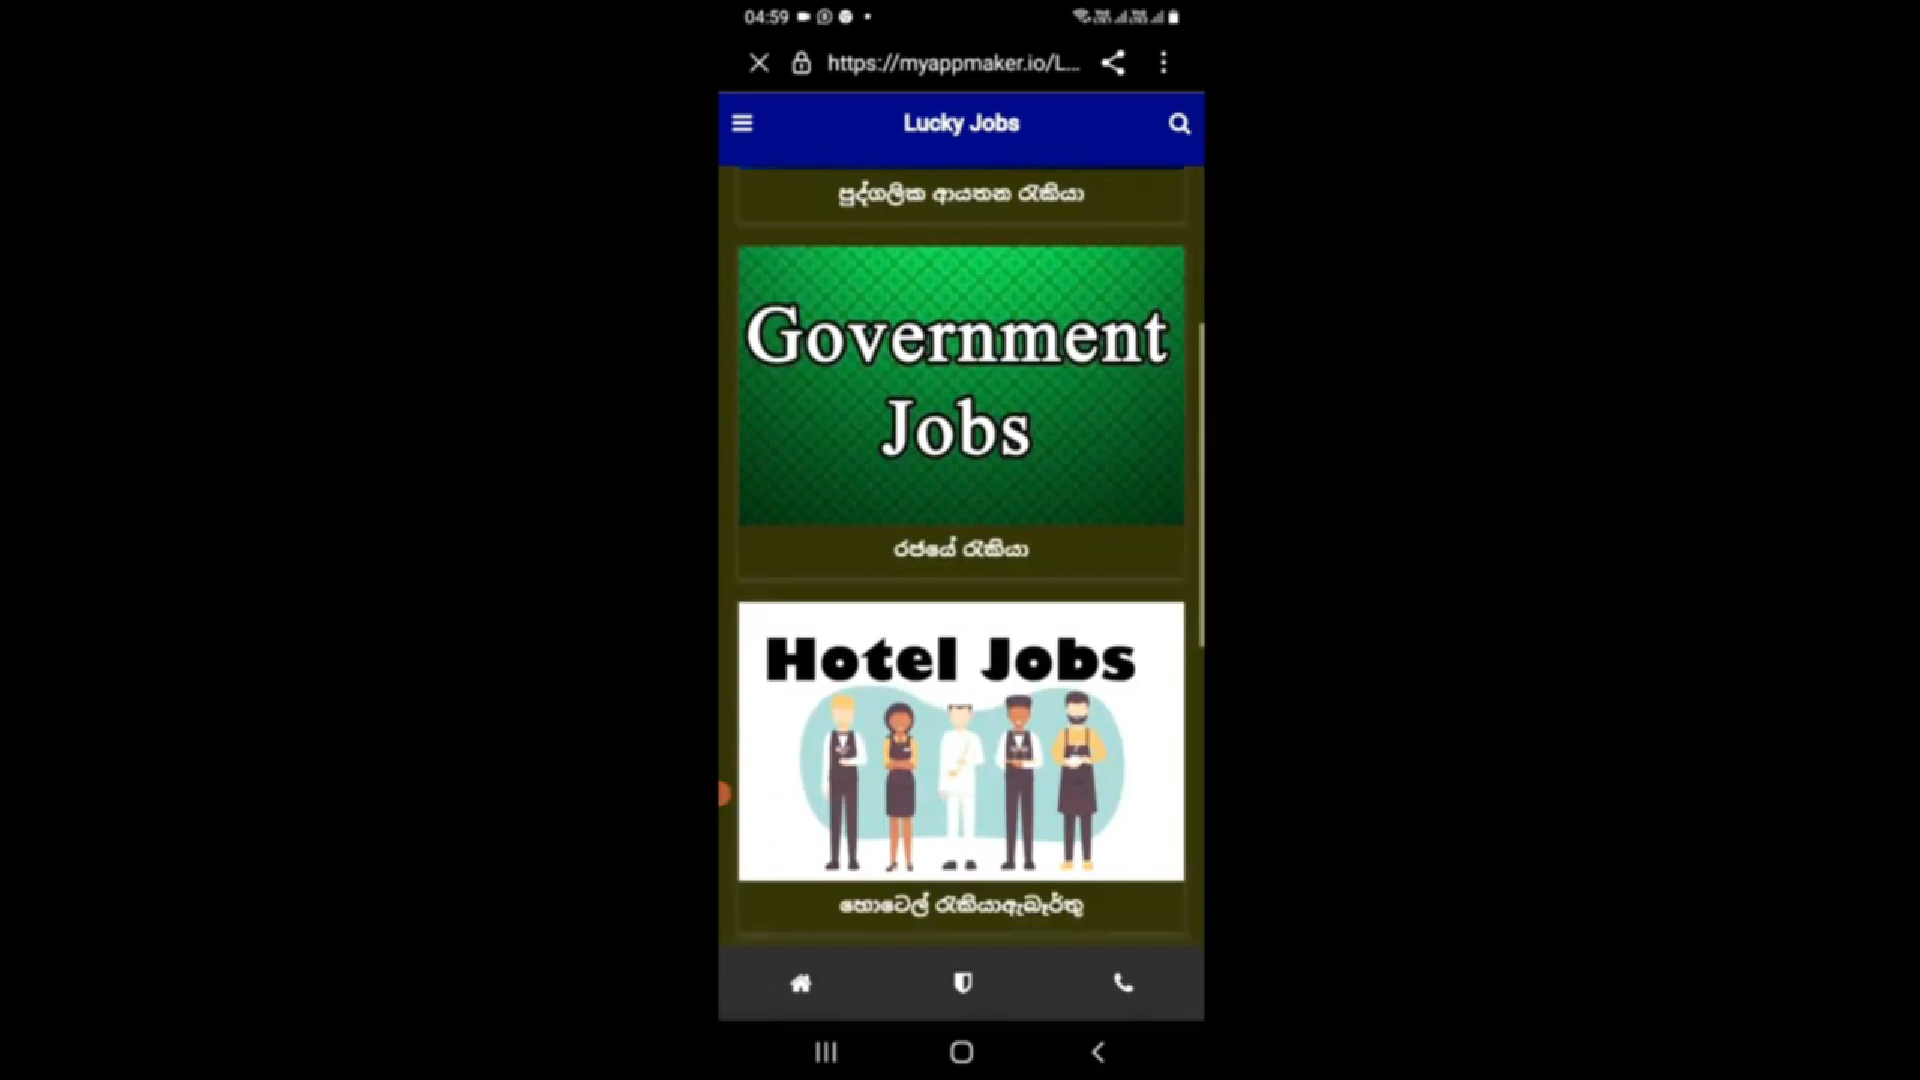 04:59
https://myappmaker.io/L...
Lucky Jobs
පුද්ගලික ආයතන රැකියා
Government
Jobs
රජයේ රැකියා
Hotel Jobs
හොටෙල් රැකියාඇබෑර්තු